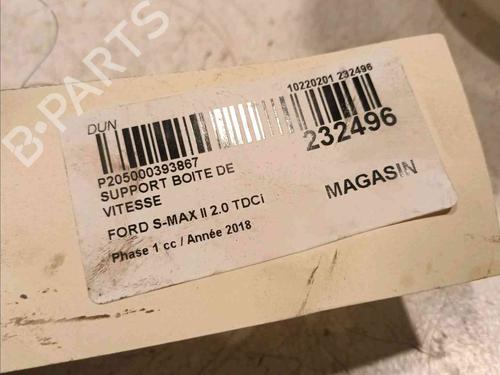 B-PARTS
DUN
10220201 232496
P205000393867
232496
SUPPORT BOITE DE
VITESSE
MAGASIN
FORD S-MAX II 2.0 TDCi
Phase 1 cc / Année 2018